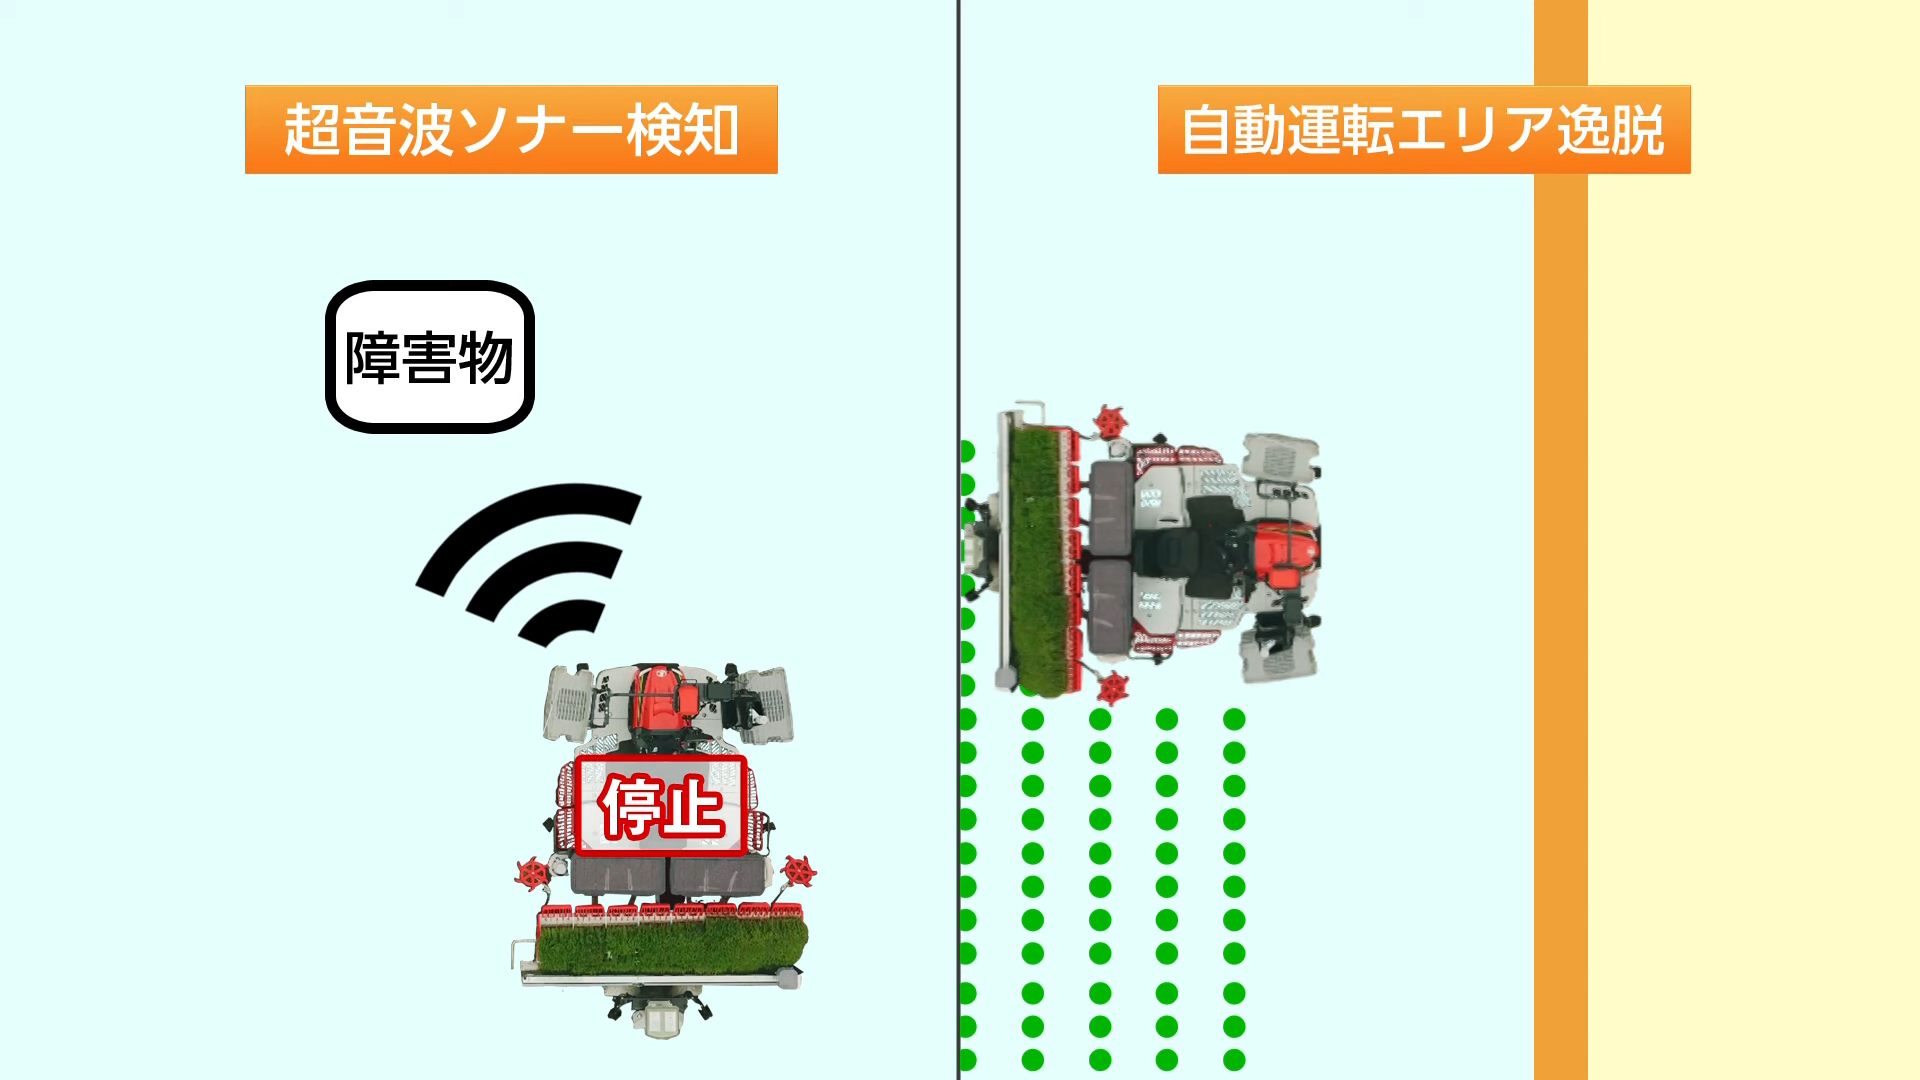 超音波ソナー検知
自動運転エリア逸脱
障害物
停止